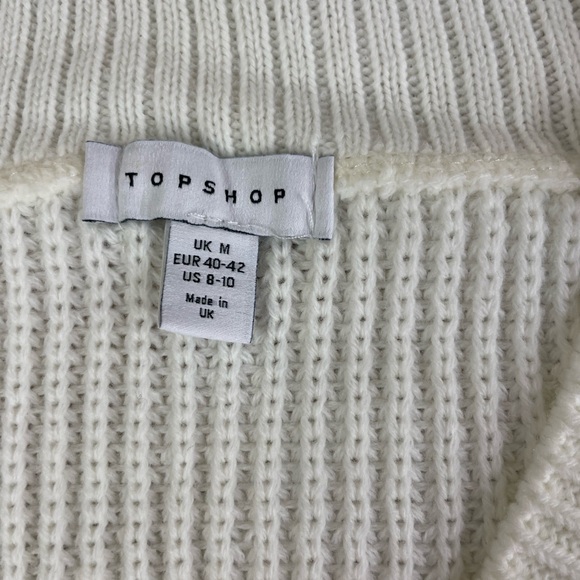 TOPSHOP
UK M
EUR 40-42
US 8-10
Made in
UK